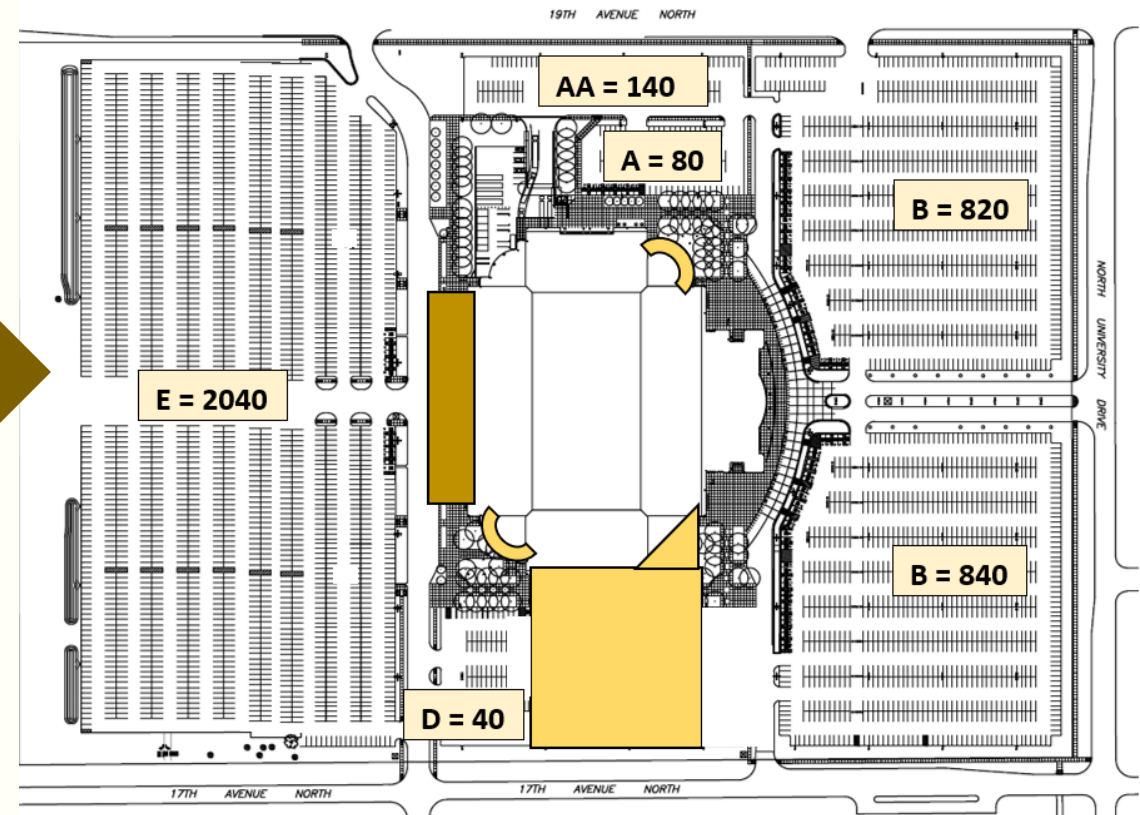 19TH AVENUE NORTH
AA = 140
A = 80
B = 820
NORTH UNIVERSITY DRIVE
E = 2040
B = 840
D = 40
17TH AVENUE NORTH
17TH AVENUE NORTH